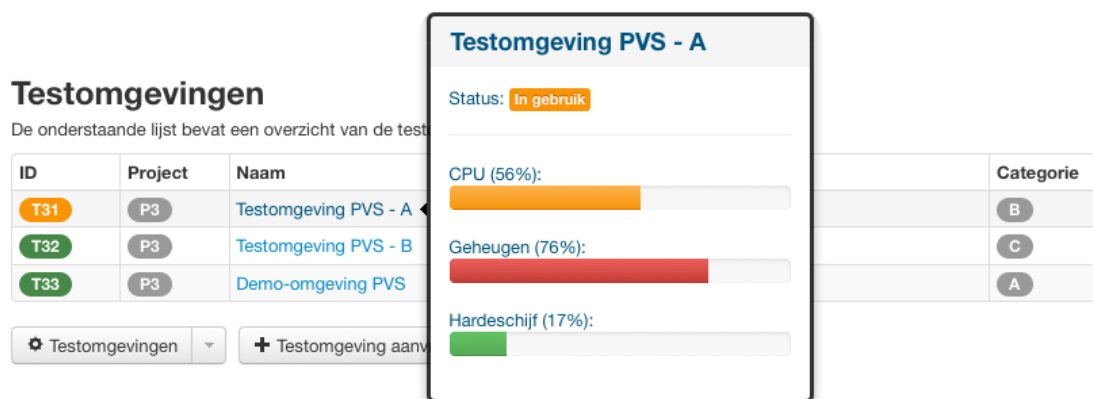 Testomgevingen
De onderstaande lijst bevat een overzicht van de test
ID Project Naam Categorie
T31 P3 Testomgeving PVS - A B
T32 P3 Testomgeving PVS - B C
T33 P3 Demo-omgeving PVS A
Testomgevingen Testomgeving aanv
Testomgeving PVS - A
Status: In gebruik
CPU (56%):
Geheugen (76%):
Hardeschijf (17%):